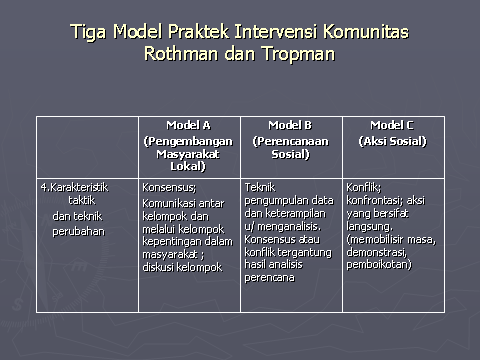 Tiga Model Praktek Intervensi Komunitas
Rothman dan Tropman
Model A
(Pengembangan
Masyarakat
Lokal)
Model B
(Perencanaan
Sosial)
Model C
(Aksi Sosial)
4.Karakteristik
taktik
dan teknik
perubahan
Konsensus;
Komunikasi antar
kelompok dan
melalui kelompok
kepentingan dalam
masyarakat ;
diskusi kelompok
Teknik
pengumpulan data
dan keterampilan
u/ menganalisis.
Konsensus atau
konflik tergantung
hasil analisis
perencana
Konflik;
konfrontasi; aksi
yang bersifat
langsung.
(memobilisir masa,
demonstrasi,
pemboikotan)